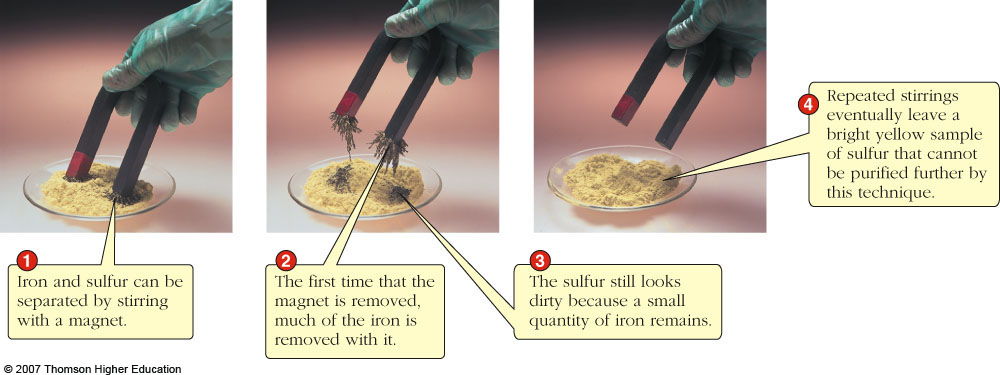 1
Iron and sulfur can be
separated by stirring
with a magnet.
2
The first time that the
magnet is removed,
much of the iron is
removed with it.
3
The sulfur still looks
dirty because a small
quantity of iron remains.
4
Repeated stirrings
eventually leave a
bright yellow sample
of sulfur that cannot
be purified further by
this technique.
© 2007 Thomson Higher Education